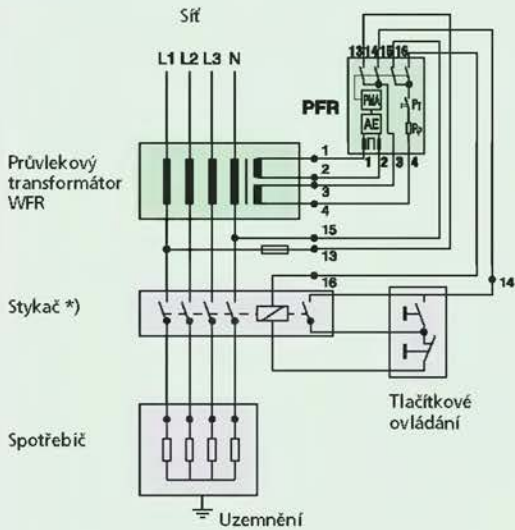 Síť
L1 L2 L3 N
13 14 15 16
PFR
PMA
AE
PT
PP
1 2 3 4
Průvlekový
transformátor
WFR
1
2
3
4
15
13
16
14
Stykač *)
Tlačítkové
ovládání
Spotřebič
Uzemnění